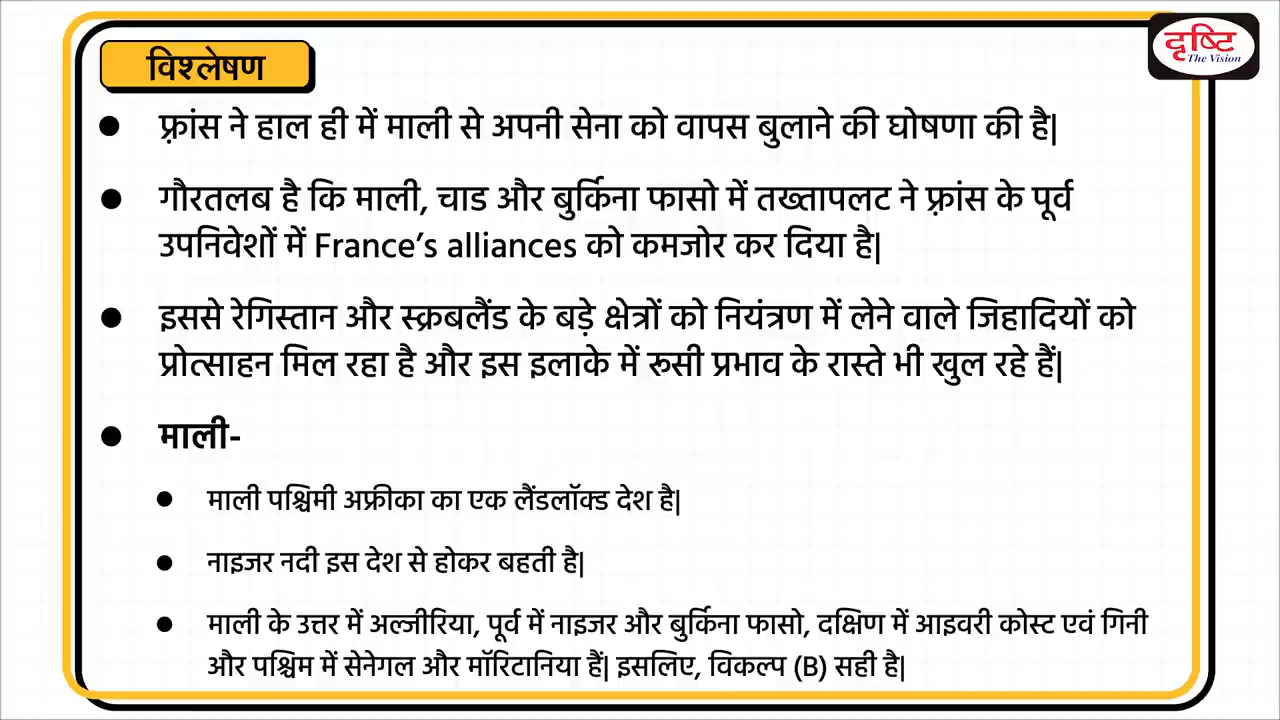 दृष्टि
The Vision
विश्लेषण
● फ़्रांस ने हाल ही में माली से अपनी सेना को वापस बुलाने की घोषणा की है|
● गौरतलब है कि माली, चाड और बुर्किना फासो में तख्तापलट ने फ़्रांस के पूर्व
उपनिवेशों में France’s alliances को कमजोर कर दिया है|
● इससे रेगिस्तान और स्क्रबलैंड के बड़े क्षेत्रों को नियंत्रण में लेने वाले जिहादियों को
प्रोत्साहन मिल रहा है और इस इलाके में रूसी प्रभाव के रास्ते भी खुल रहे हैं|
● माली-
● माली पश्चिमी अफ्रीका का एक लैंडलॉक्ड देश है|
● नाइजर नदी इस देश से होकर बहती है|
● माली के उत्तर में अल्जीरिया, पूर्व में नाइजर और बुर्किना फासो, दक्षिण में आइवरी कोस्ट एवं गिनी
और पश्चिम में सेनेगल और मॉरिटानिया हैं| इसलिए, विकल्प (B) सही है|